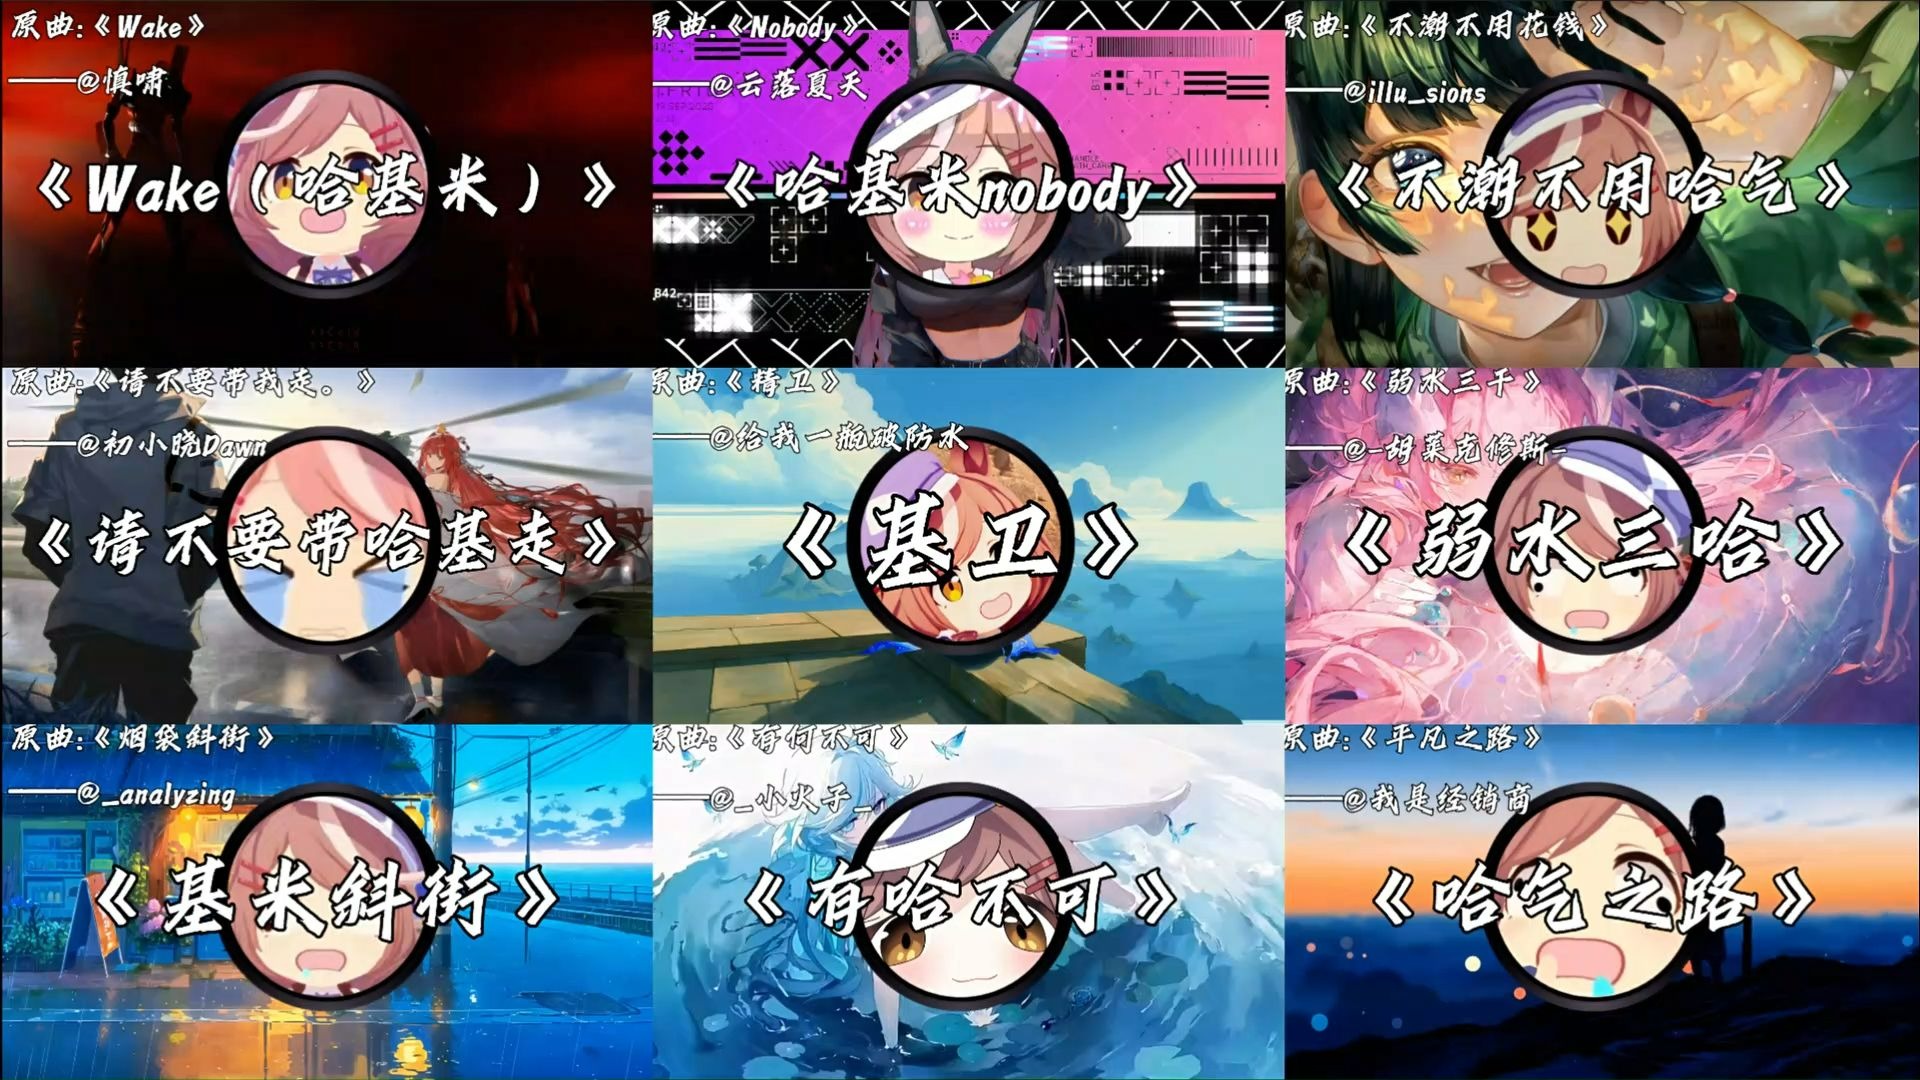 原曲:《Wake》
——@慎啸
《Wake（哈基米）》
原曲:《Nobody》
——@云落夏天
《哈基米nobody》
原曲:《不潮不用花钱》
——@illu_sions
《不潮不用哈气》
原曲:《请不要带我走。》
——@初小晓Dawn
《请不要带哈基走》
原曲:《精卫》
——@给我一瓶破防水
《基卫》
原曲:《弱水三千》
——@-胡莱克修斯-
《弱水三哈》
原曲:《烟袋斜街》
——@_analyzing
《基米斜街》
原曲:《有何不可》
——@_小火子_
《有哈不可》
原曲:《平凡之路》
——@我是经销商
《哈气之路》